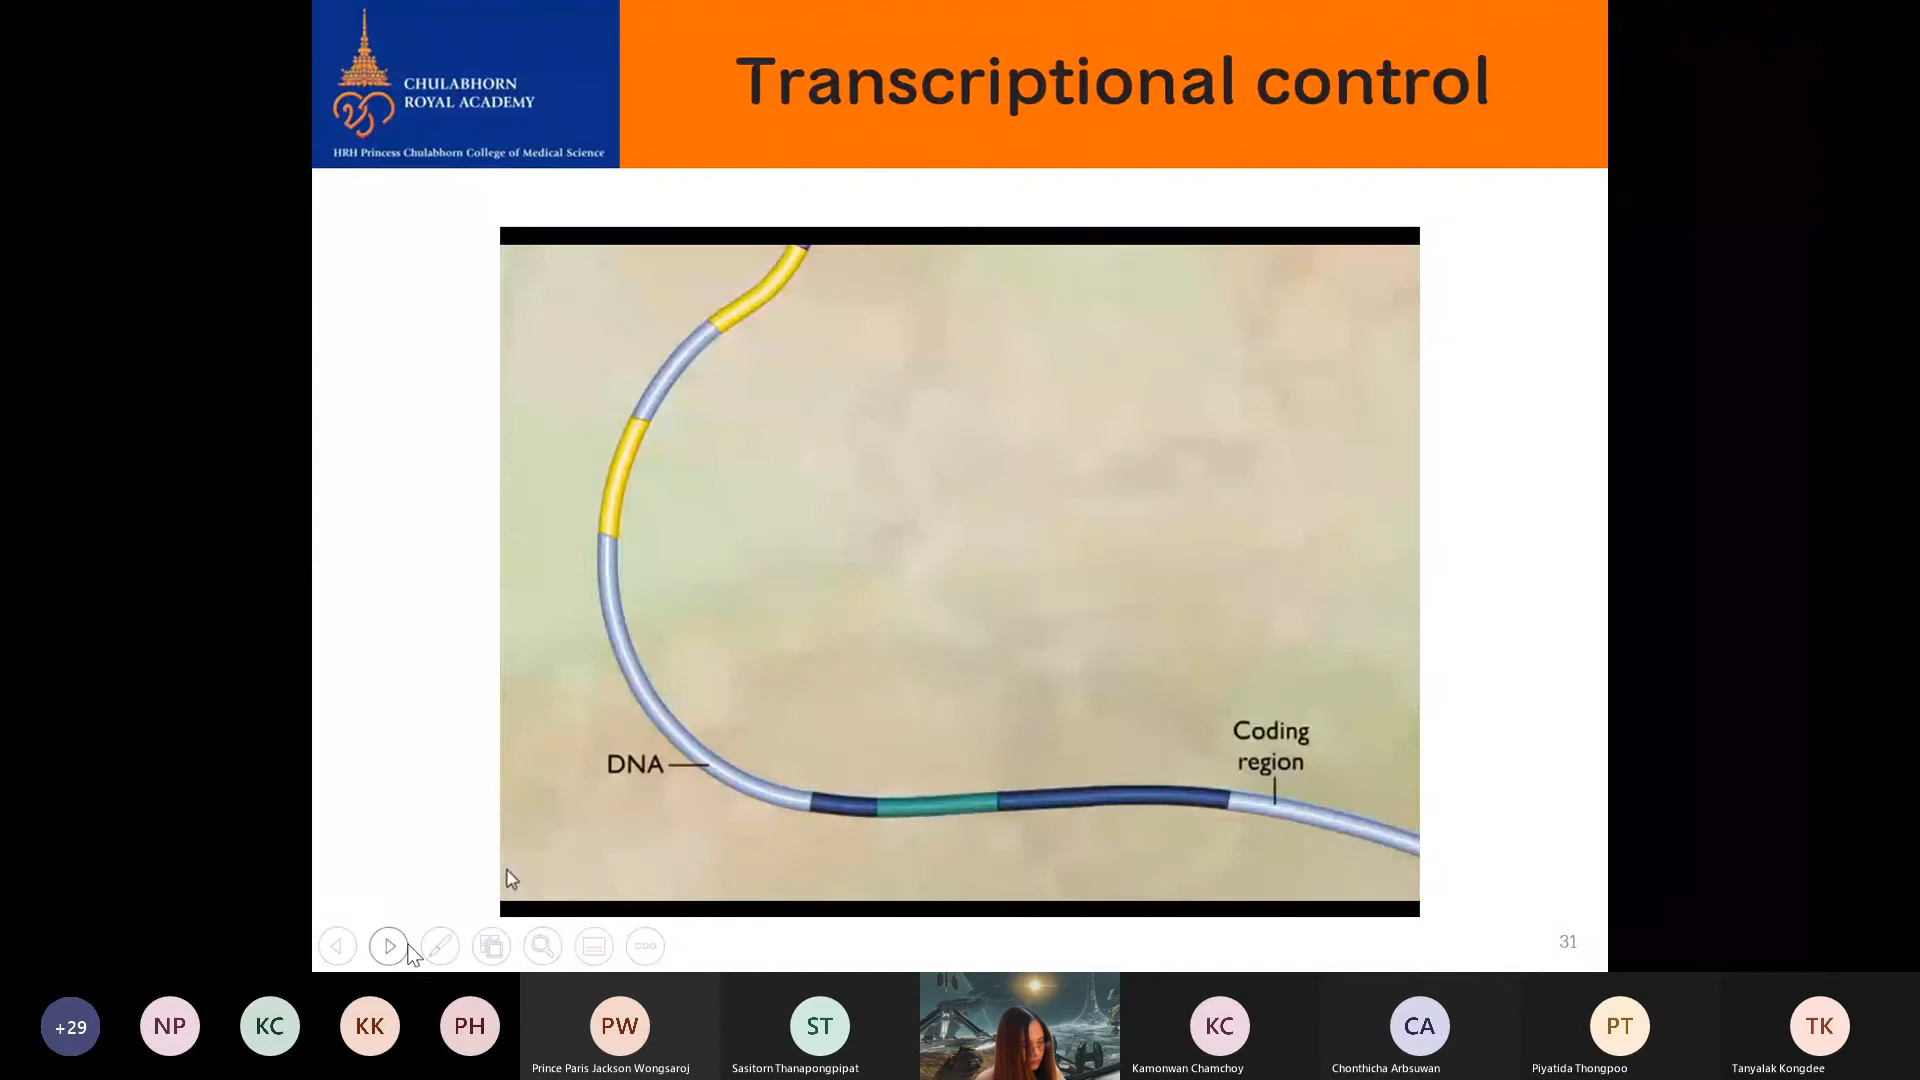 CHULABHORN
ROYAL ACADEMY
HRH Princess Chulabhorn College of Medical Science
Transcriptional control
Coding
region
DNA
31
+29
NP
KC
KK
PH
PW
Prince Paris Jackson Wongsaroj
ST
Sasitorn Thanapongpipat
KC
Kamonwan Chamchoy
CA
Chonthicha Arbsuwan
PT
Piyatida Thongpoo
TK
Tanyalak Kongdee